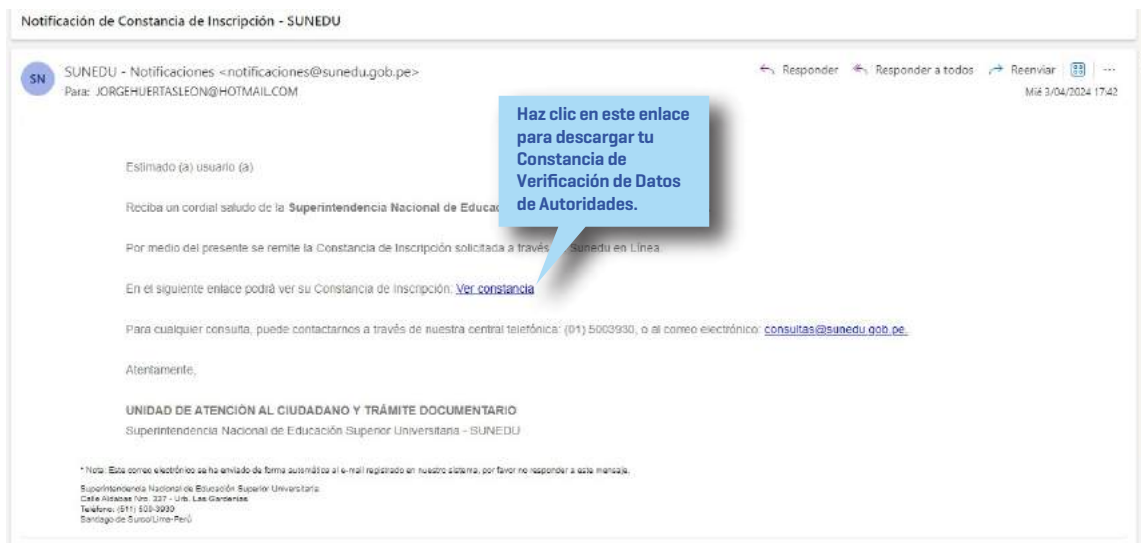 Notificación de Constancia de Inscripción - SUNEDU
SN
SUNEDU - Notificaciones <notificaciones@sunedu.gob.pe>
Para: JORGEHUERTASLEON@HOTMAIL.COM
Responder Responder a todos Reenviar ...
Mié 3/04/2024 17:42
Haz clic en este enlace
para descargar tu
Constancia de
Verificación de Datos
de Autoridades.
Estimado (a) usuario (a)
Reciba un cordial saludo de la Superintendencia Nacional de Educac
Por medio del presente se remite la Constancia de Inscripción solicitada a través Sunedu en Línea
En el siguiente enlace podrá ver su Constancia de Inscripción: Ver constancia
Para cualquier consulta, puede contactarnos a través de nuestra central telefónica: (01) 5003930, o al correo electrónico: consultas@sunedu.gob.pe.
Atentamente,
UNIDAD DE ATENCIÓN AL CIUDADANO Y TRÁMITE DOCUMENTARIO
Superintendencia Nacional de Educación Superior Universitaria - SUNEDU
* Nota: Este correo electrónico se ha enviado de forma automática al e-mail registrado en nuestro sistema, por favor no responder a este mensaje.
Superintendencia Nacional de Educación Superior Universitaria
Calle Aldabas Nro. 337 - Urb. Las Gardenias
Teléfono: (511) 500-3930
Santiago de Surco/Lima-Perú